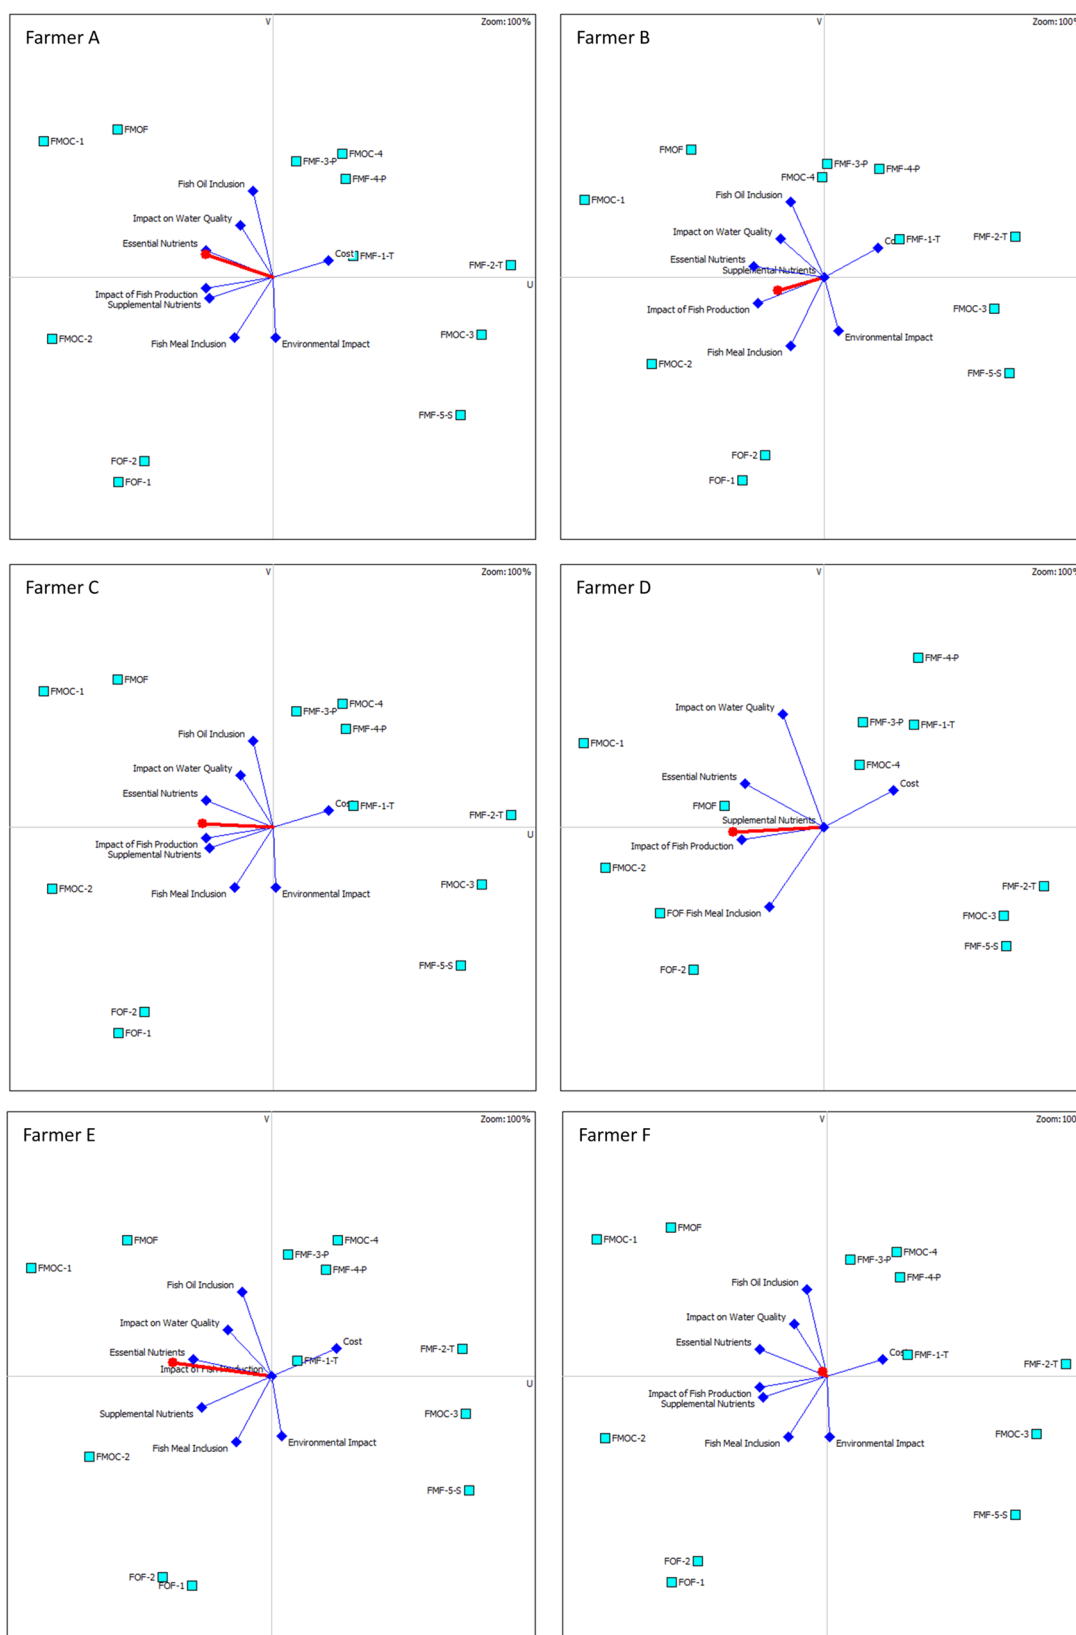 V
Zoom:100%
Farmer A
FMOF
FMOC-1
FMOC-4
FMF-3-P
FMF-4-P
Fish Oil Inclusion
Impact on Water Quality
Essential Nutrients
Cost
FMF-1-T
FMF-2-T
U
Impact of Fish Production
Supplemental Nutrients
FMOC-2
Fish Meal Inclusion
Environmental Impact
FMOC-3
FMF-5-S
FOF-2
FOF-1
V
Zoom:100%
Farmer B
FMOF
FMF-3-P
FMF-4-P
FMOC-4
Fish Oil Inclusion
FMOC-1
Impact on Water Quality
Co
FMF-1-T
FMF-2-T
Essential Nutrients
Supplemental Nutrients
Impact of Fish Production
FMOC-3
Environmental Impact
Fish Meal Inclusion
FMOC-2
FMF-5-S
FOF-2
FOF-1
V
Zoom:100%
Farmer C
FMOF
FMOC-1
FMOC-4
FMF-3-P
FMF-4-P
Fish Oil Inclusion
Impact on Water Quality
Essential Nutrients
Cost
FMF-1-T
FMF-2-T
U
Impact of Fish Production
Supplemental Nutrients
FMOC-2
Fish Meal Inclusion
Environmental Impact
FMOC-3
FMF-5-S
FOF-2
FOF-1
V
Zoom:100%
Farmer D
FMF-4-P
Impact on Water Quality
FMF-3-P
FMF-1-T
FMOC-1
FMOC-4
Essential Nutrients
Cost
FMOF
Supplemental Nutrients
Impact of Fish Production
FMOC-2
FMF-2-T
FOF Fish Meal Inclusion
FMOC-3
FMF-5-S
FOF-2
V
Zoom:100%
Farmer E
FMOF
FMOC-4
FMF-3-P
FMOC-1
FMF-4-P
Fish Oil Inclusion
Impact on Water Quality
Cost
FMF-2-T
Essential Nutrients
FMF-1-T
Impact of Fish Production
U
Supplemental Nutrients
FMOC-3
Fish Meal Inclusion
Environmental Impact
FMOC-2
FMF-5-S
FOF-2
FOF-1
V
Zoom:100
Farmer F
FMOF
FMOC-1
FMOC-4
FMF-3-P
FMF-4-P
Fish Oil Inclusion
Impact on Water Quality
Essential Nutrients
Cost
FMF-1-T
FMF-2-T
Impact of Fish Production
Supplemental Nutrients
FMOC-2
Fish Meal Inclusion
Environmental Impact
FMOC-3
FMF-5-S
FOF-2
FOF-1